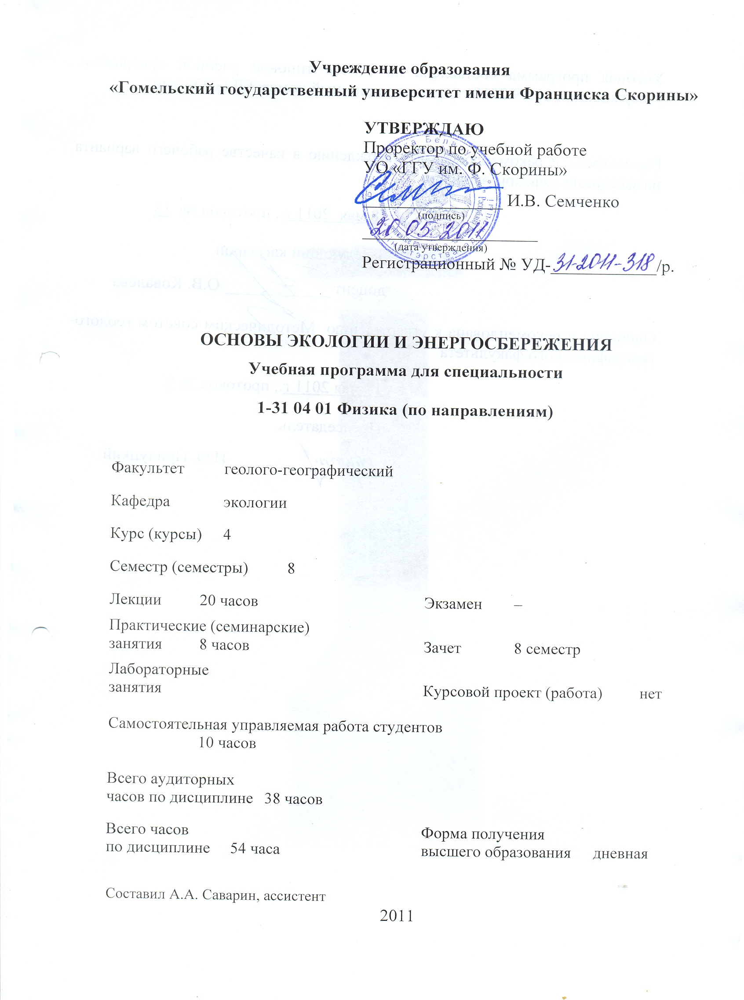 Учреждение образования
«Гомельский государственный университет имени Франциска Скорины»
УТВЕРЖДАЮ
Проректор по учебной работе
УО «ГГУ им. Ф. Скорины»
И.В. Семченко
(подпись)
20 05 2011
(дата утверждения)
Регистрационный № УД-31-2011-318/р.
ОСНОВЫ ЭКОЛОГИИ И ЭНЕРГОСБЕРЕЖЕНИЯ
Учебная программа для специальности
1-31 04 01 Физика (по направлениям)
Факультет геолого-географический
Кафедра экологии
Курс (курсы) 4
Семестр (семестры) 8
Лекции 20 часов Экзамен –
Практические (семинарские)
занятия 8 часов Зачет 8 семестр
Лабораторные
занятия Курсовой проект (работа) нет
Самостоятельная управляемая работа студентов
10 часов
Всего аудиторных
часов по дисциплине 38 часов
Всего часов Форма получения
по дисциплине 54 часа высшего образования дневная
Составил А.А. Саварин, ассистент
2011